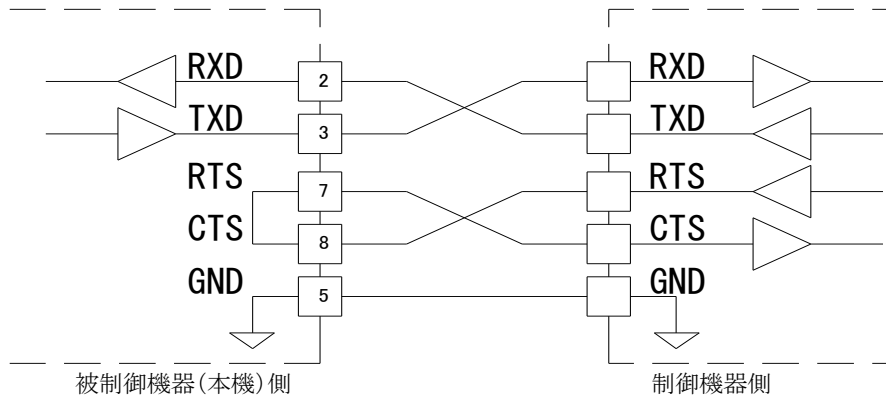 RXD 2 RXD
TXD 3 TXD
RTS 7 RTS
CTS 8 CTS
GND 5 GND
被制御機器(本機)側 制御機器側